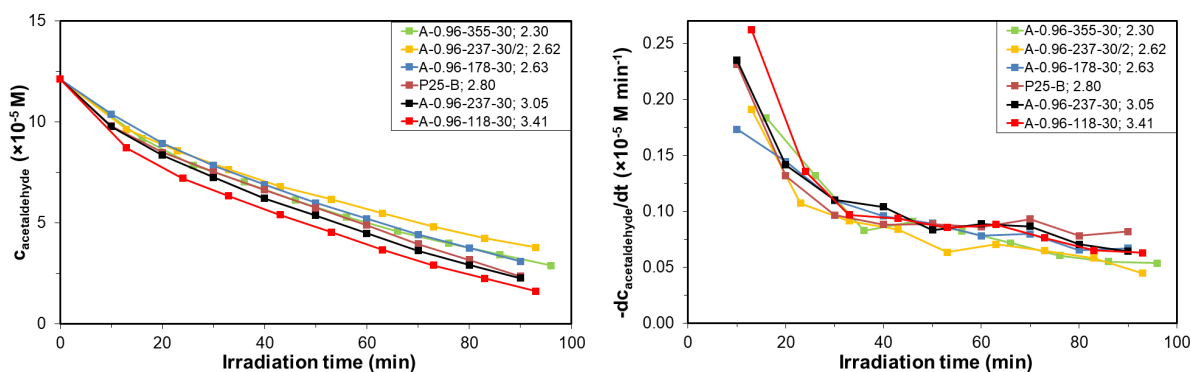 15
10
5
0
0
20
40
60
80
100
c acetaldehyde (×10⁻⁵ M)
Irradiation time (min)
A-0.96-355-30; 2.30
A-0.96-237-30/2; 2.62
A-0.96-178-30; 2.63
P25-B; 2.80
A-0.96-237-30; 3.05
A-0.96-118-30; 3.41
0.25
0.20
0.15
0.10
0.05
0.00
0
20
40
60
80
100
-dc acetaldehyde/dt (×10⁻⁵ M min⁻¹)
Irradiation time (min)
A-0.96-355-30; 2.30
A-0.96-237-30/2; 2.62
A-0.96-178-30; 2.63
P25-B; 2.80
A-0.96-237-30; 3.05
A-0.96-118-30; 3.41